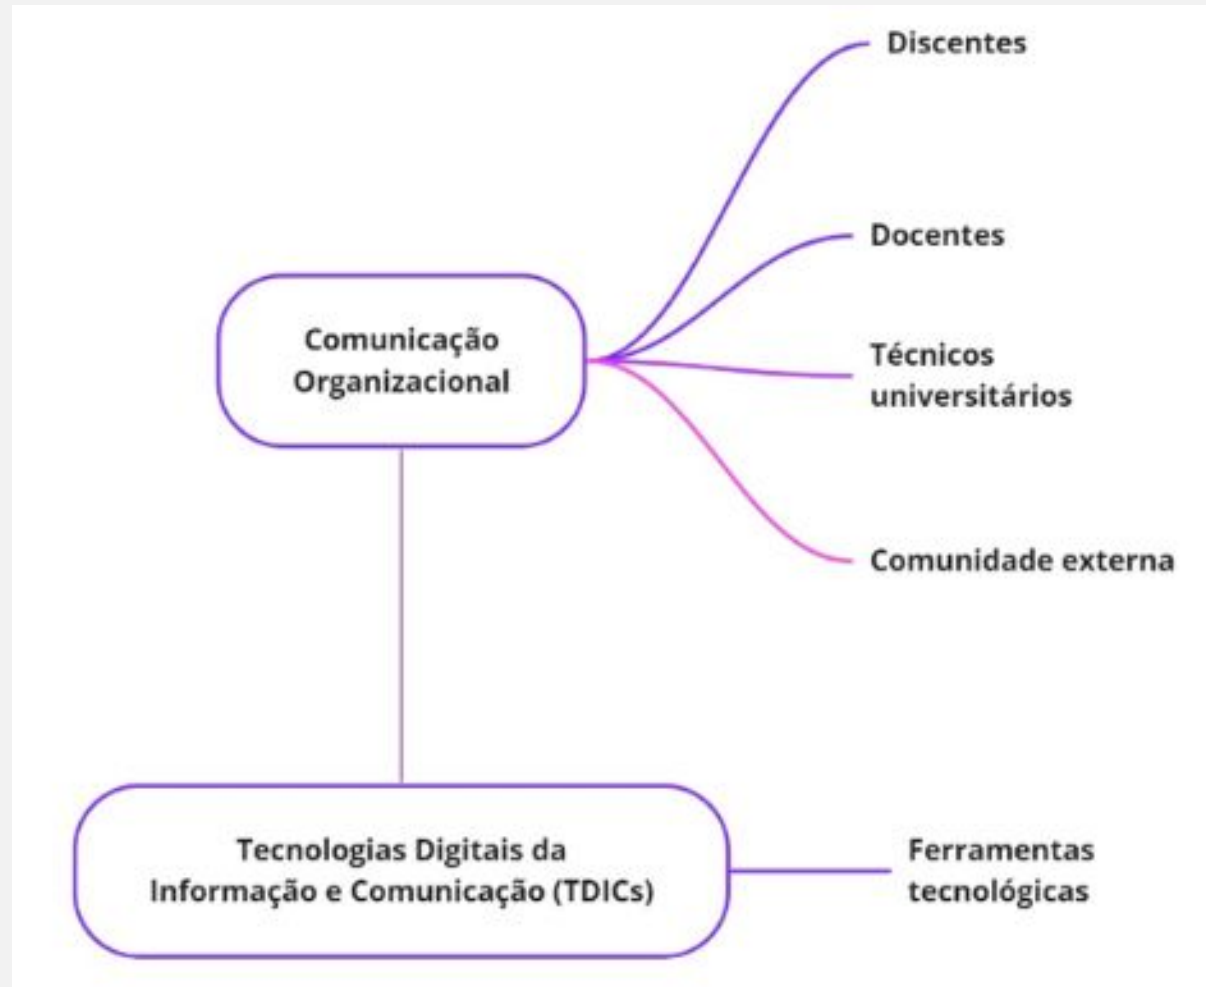 Discentes
Docentes
Comunicação
Organizacional
Técnicos
universitários
Comunidade externa
Tecnologias Digitais da
Informação e Comunicação (TDICs)
Ferramentas
tecnológicas